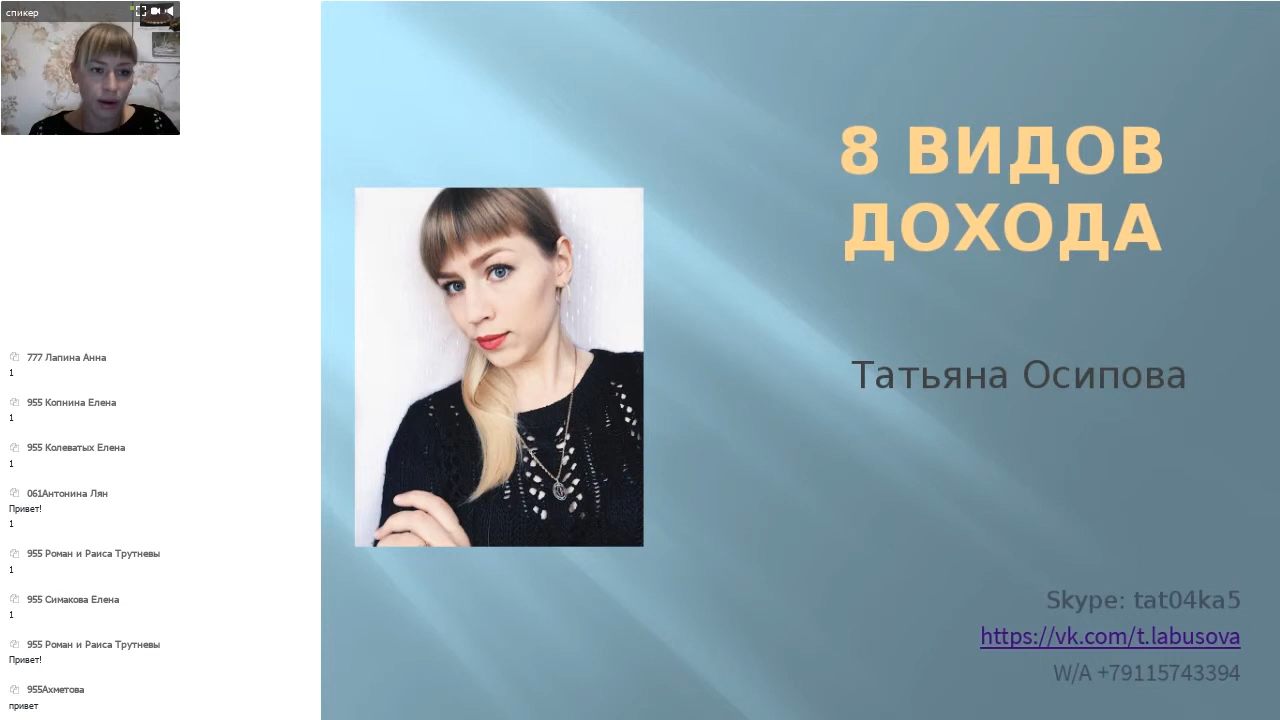 спикер
777 Лапина Анна
1
955 Копнина Елена
1
955 Колеватых Елена
1
061Антонина Лян
Привет!
1
955 Роман и Раиса Трутневы
1
955 Симакова Елена
1
955 Роман и Раиса Трутневы
Привет!
955Ахметова
привет
8 ВИДОВ
ДОХОДА
Татьяна Осипова
Skype: tat04ka5
https://vk.com/t.labusova
W/A +79115743394